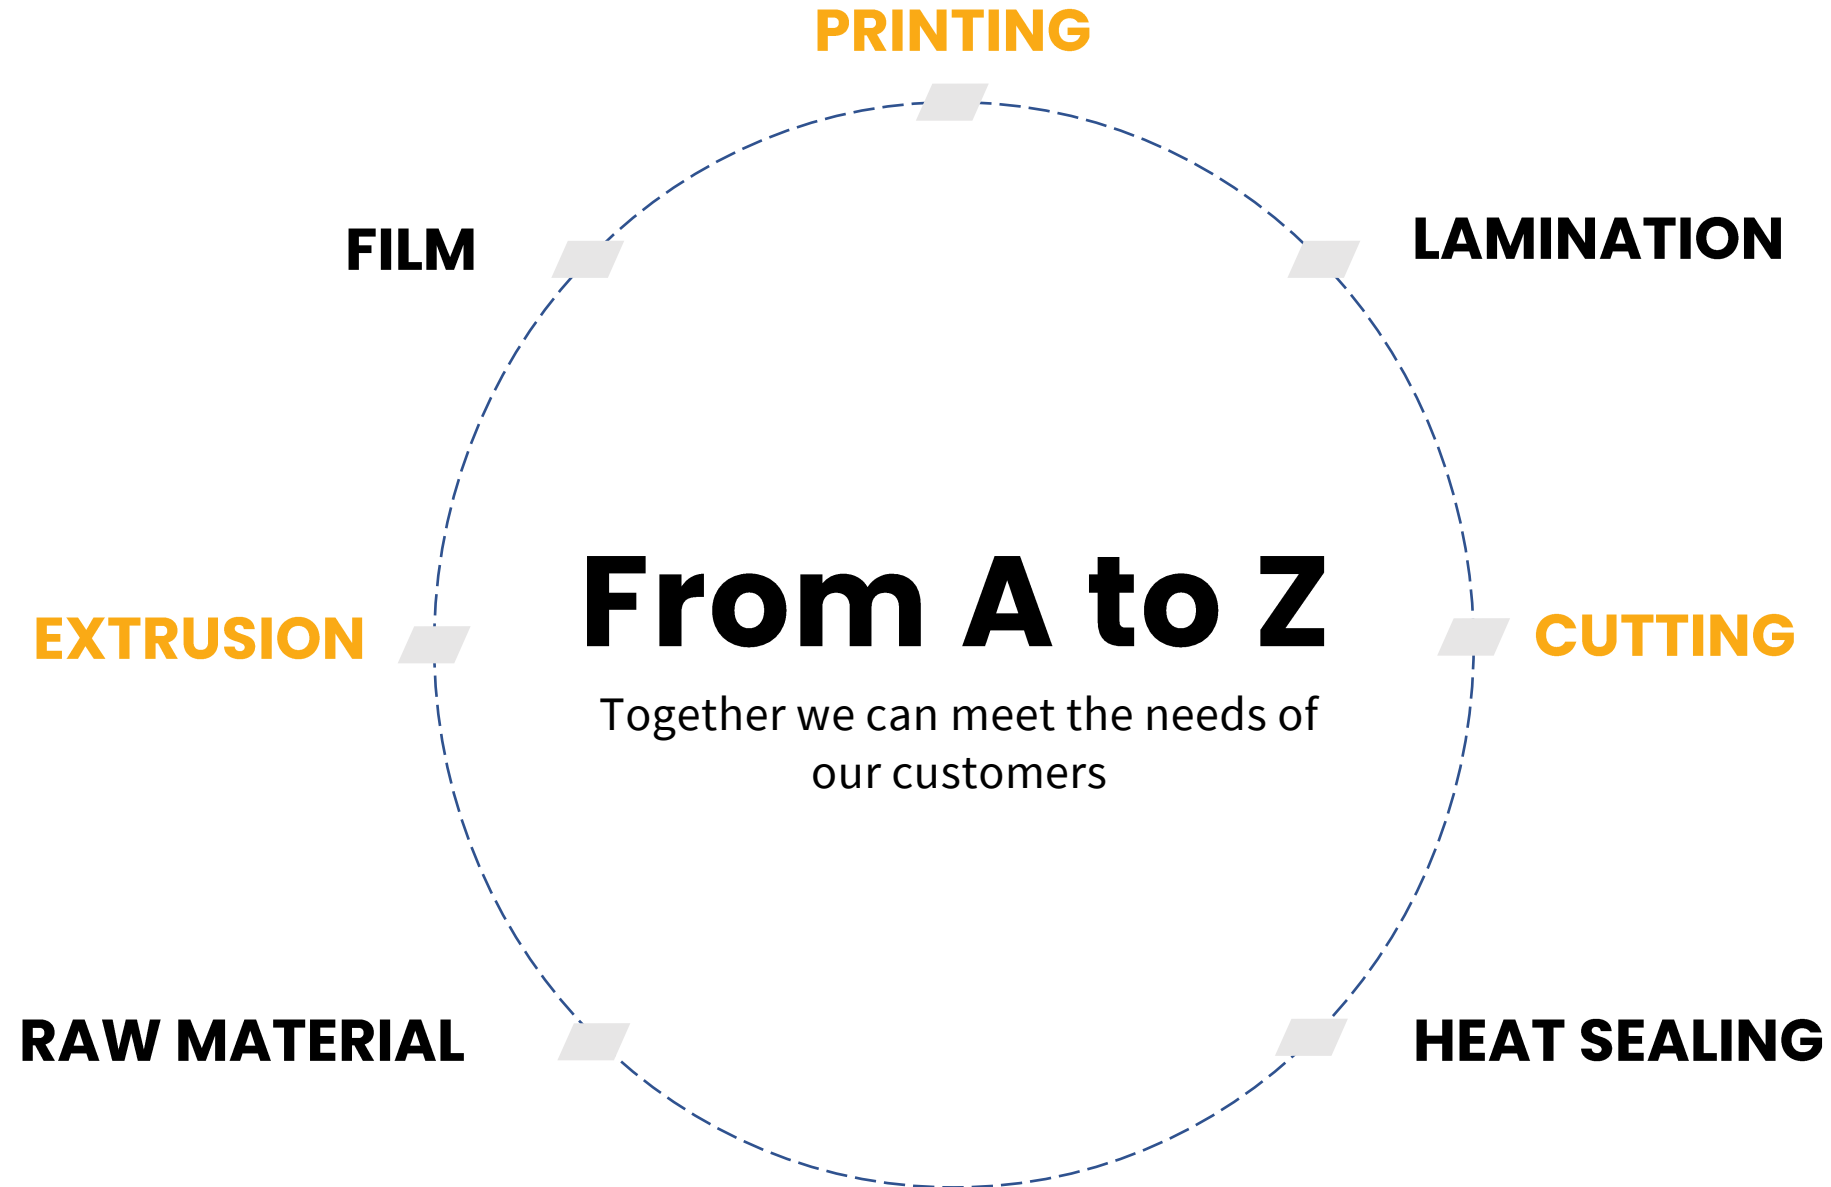 PRINTING
FILM
LAMINATION
From A to Z
EXTRUSION
CUTTING
Together we can meet the needs of
our customers
RAW MATERIAL
HEAT SEALING